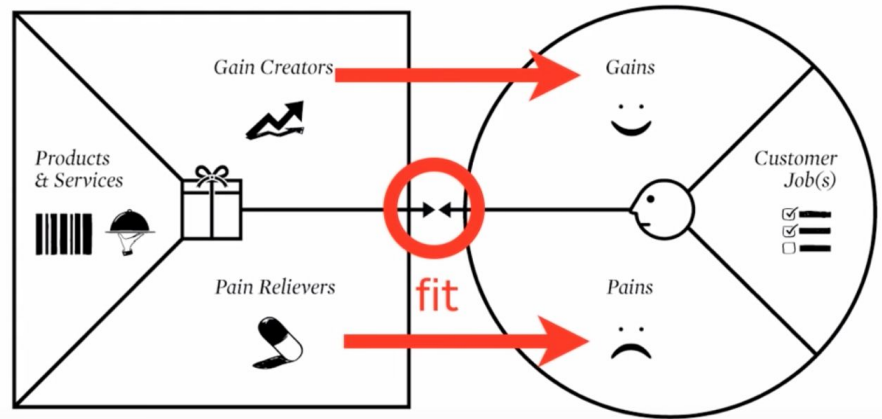 Gain Creators
Gains
Products
& Services
Customer
Job(s)
fit
Pain Relievers
Pains